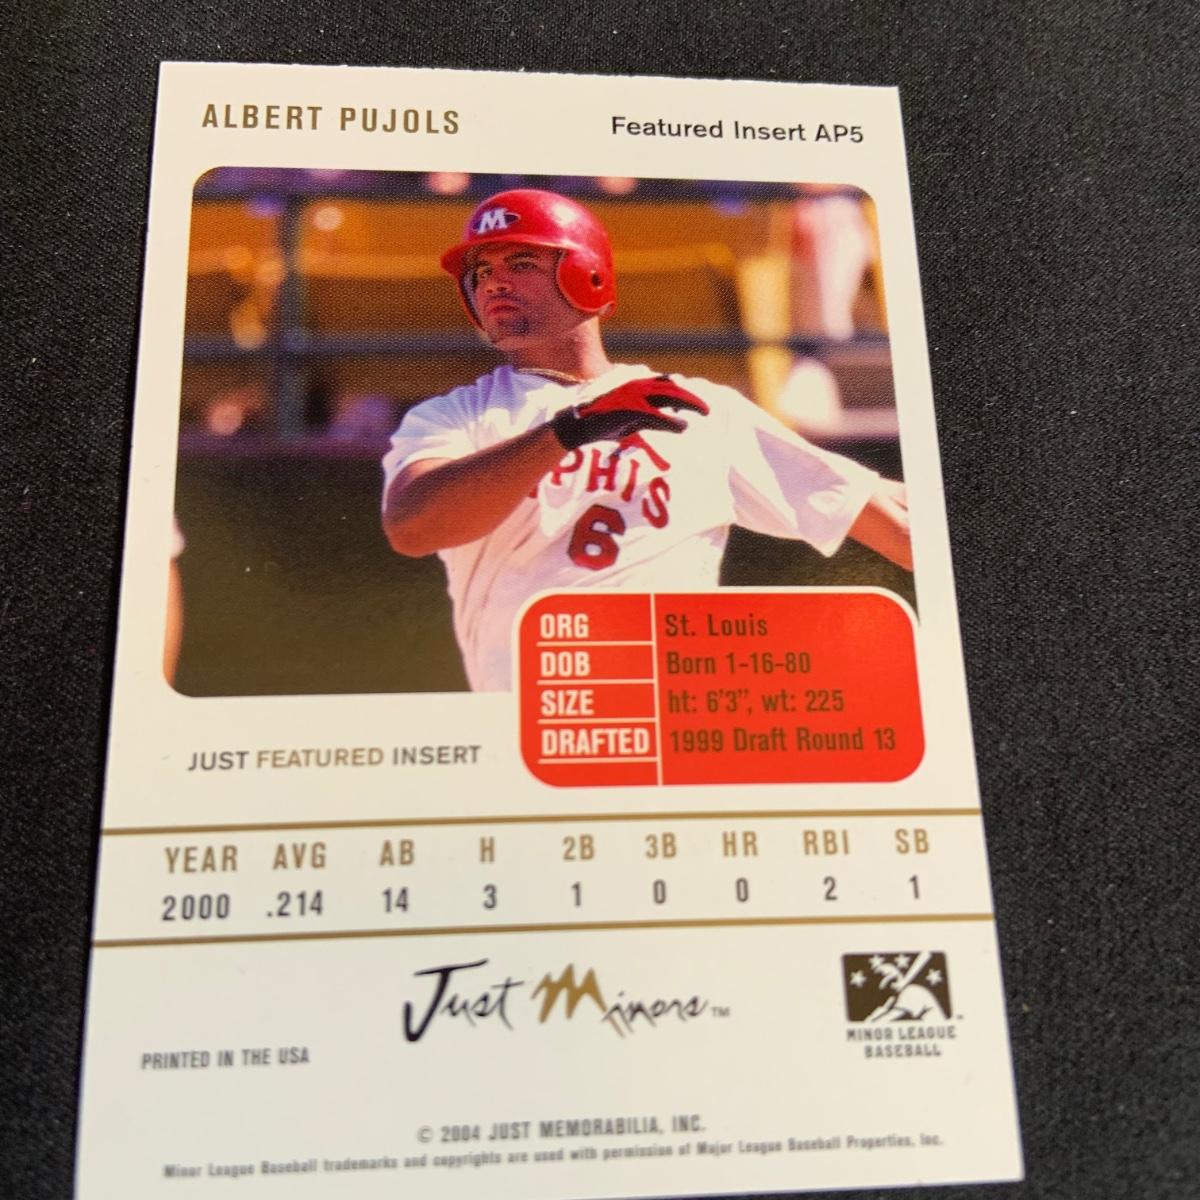 ALBERT PUJOLS
Featured Insert AP5
M
PHIS
6
ORG St. Louis
DOB Born 1-16-80
SIZE ht: 6'3", wt: 225
DRAFTED 1999 Draft Round 13
JUST FEATURED INSERT
YEAR AVG AB H 2B 3B HR RBI SB
2000 .214 14 3 1 0 0 2 1
Just Minors™
MINOR LEAGUE
BASEBALL
PRINTED IN THE USA
© 2004 JUST MEMORABILIA, INC.
Minor League Baseball trademarks and copyrights are used with permission of Major League Baseball Properties, Inc.